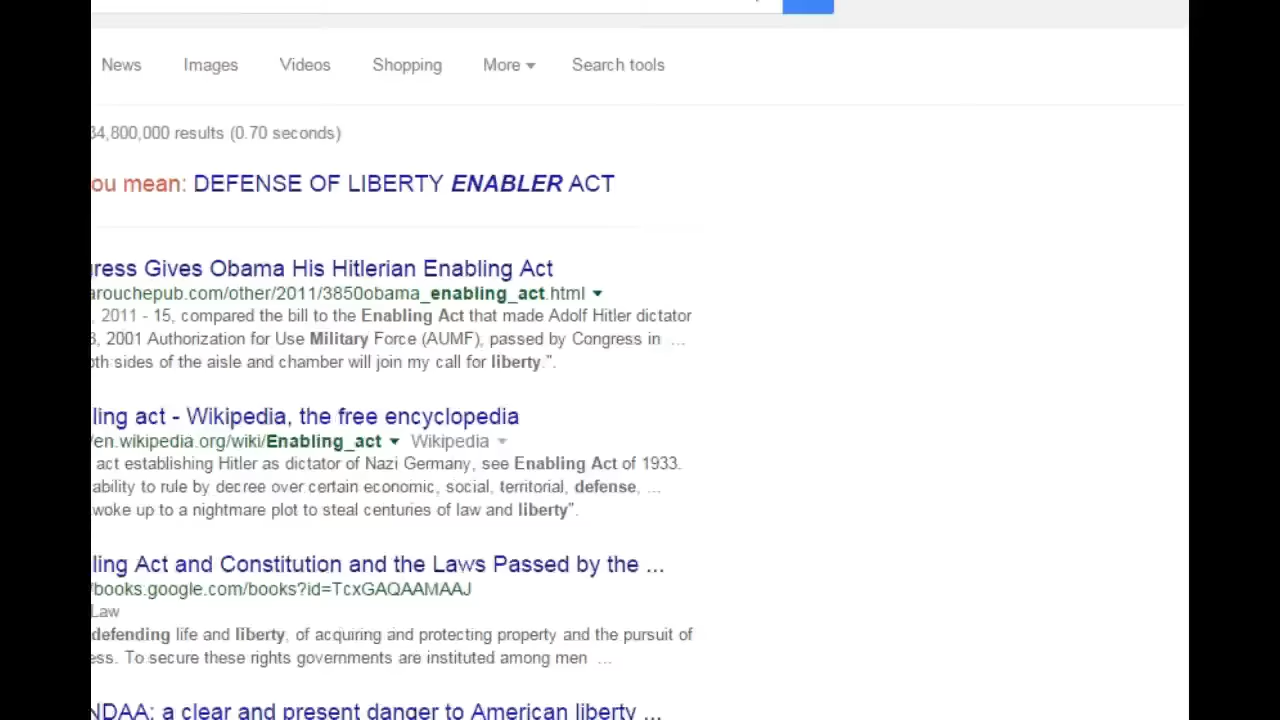 News Images Videos Shopping More Search tools
34,800,000 results (0.70 seconds)
ou mean: DEFENSE OF LIBERTY ENABLER ACT
gress Gives Obama His Hitlerian Enabling Act
arouchepub.com/other/2011/3850obama_enabling_act.html
, 2011 - 15, compared the bill to the Enabling Act that made Adolf Hitler dictator
8, 2001 Authorization for Use Military Force (AUMF), passed by Congress in ...
oth sides of the aisle and chamber will join my call for liberty.".
ling act - Wikipedia, the free encyclopedia
/en.wikipedia.org/wiki/Enabling_act Wikipedia
act establishing Hitler as dictator of Nazi Germany, see Enabling Act of 1933.
ability to rule by decree over certain economic, social, territorial, defense, ...
woke up to a nightmare plot to steal centuries of law and liberty".
ling Act and Constitution and the Laws Passed by the ...
/books.google.com/books?id=TcxGAQAAMAAJ
Law
defending life and liberty, of acquiring and protecting property and the pursuit of
ess. To secure these rights governments are instituted among men ...
NDAA: a clear and present danger to American liberty ...